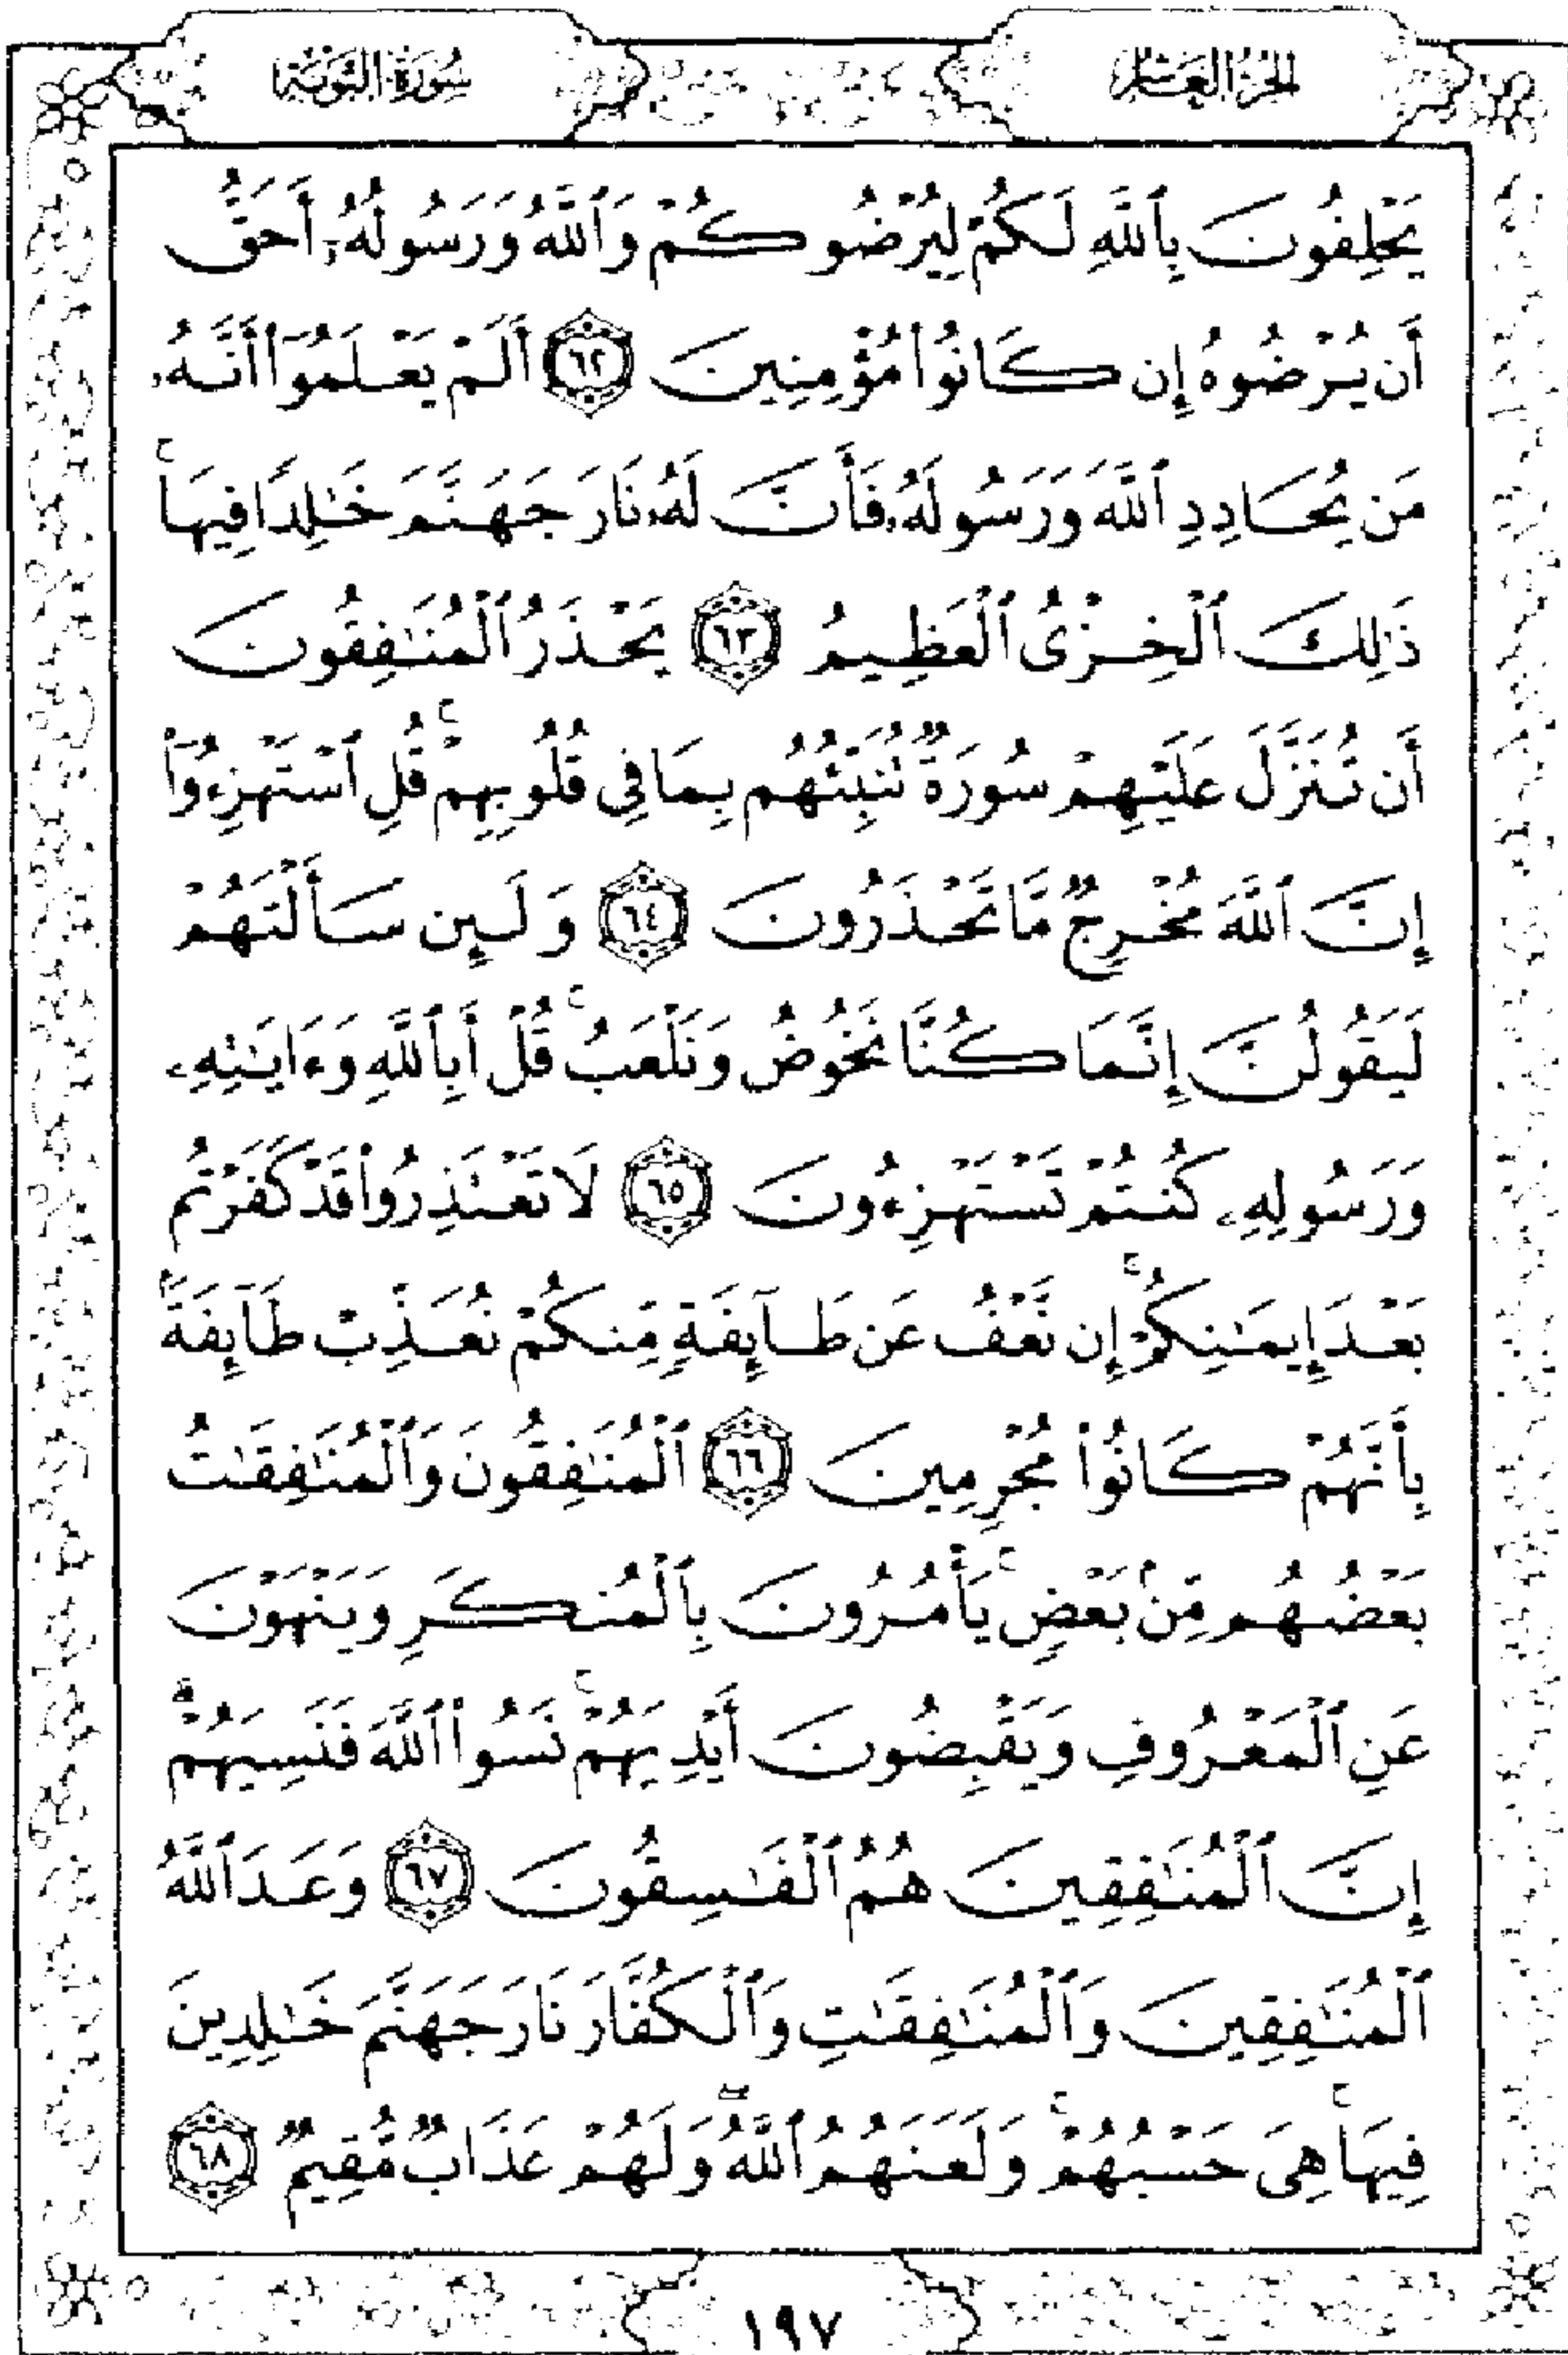 الجزء العاشر
سورة التوبة
يَحْلِفُونَ بِٱللَّهِ لَكُمْ لِيُرْضُوكُمْ وَٱللَّهُ وَرَسُولُهُۥٓ أَحَقُّ
أَن يُرْضُوهُ إِن كَانُوا۟ مُؤْمِنِينَ ٦٢ أَلَمْ يَعْلَمُوٓا۟ أَنَّهُۥ
مَن يُحَادِدِ ٱللَّهَ وَرَسُولَهُۥ فَأَنَّ لَهُۥ نَارَ جَهَنَّمَ خَٰلِدًا فِيهَا ۚ
ذَٰلِكَ ٱلْخِزْىُ ٱلْعَظِيمُ ٦٣ يَحْذَرُ ٱلْمُنَٰفِقُونَ
أَن تُنَزَّلَ عَلَيْهِمْ سُورَةٌ تُنَبِّئُهُم بِمَا فِى قُلُوبِهِمْ ۚ قُلِ ٱسْتَهْزِءُوٓا۟
إِنَّ ٱللَّهَ مُخْرِجٌ مَّا تَحْذَرُونَ ٦٤ وَلَئِن سَأَلْتَهُمْ
لَيَقُولُنَّ إِنَّمَا كُنَّا نَخُوضُ وَنَلْعَبُ ۚ قُلْ أَبِٱللَّهِ وَءَايَٰتِهِۦ
وَرَسُولِهِۦ كُنتُمْ تَسْتَهْزِءُونَ ٦٥ لَا تَعْتَذِرُوا۟ قَدْ كَفَرْتُم
بَعْدَ إِيمَٰنِكُمْ ۚ إِن نَّعْفُ عَن طَآئِفَةٍ مِّنكُمْ نُعَذِّبْ طَآئِفَةًۢ
بِأَنَّهُمْ كَانُوا۟ مُجْرِمِينَ ٦٦ ٱلْمُنَٰفِقُونَ وَٱلْمُنَٰفِقَٰتُ
بَعْضُهُم مِّنۢ بَعْضٍ ۚ يَأْمُرُونَ بِٱلْمُنكَرِ وَيَنْهَوْنَ
عَنِ ٱلْمَعْرُوفِ وَيَقْبِضُونَ أَيْدِيَهُمْ ۚ نَسُوا۟ ٱللَّهَ فَنَسِيَهُمْ ۗ
إِنَّ ٱلْمُنَٰفِقِينَ هُمُ ٱلْفَٰسِقُونَ ٦٧ وَعَدَ ٱللَّهُ
ٱلْمُنَٰفِقِينَ وَٱلْمُنَٰفِقَٰتِ وَٱلْكُفَّارَ نَارَ جَهَنَّمَ خَٰلِدِينَ
فِيهَا ۚ هِىَ حَسْبُهُمْ ۚ وَلَعَنَهُمُ ٱللَّهُ ۖ وَلَهُمْ عَذَابٌ مُّقِيمٌ ٦٨
١٩٧